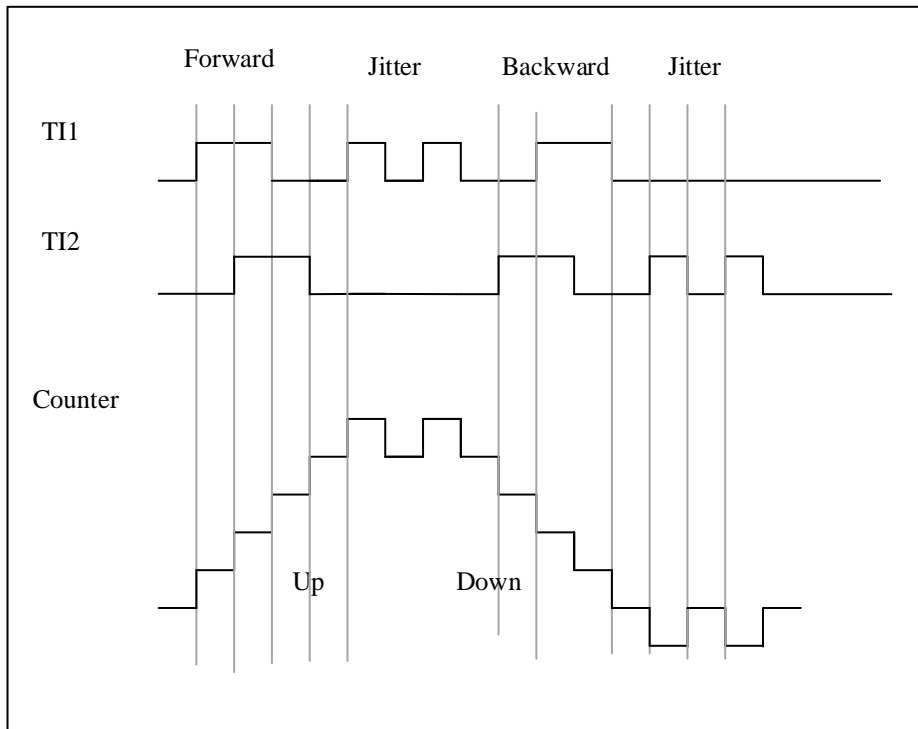 Forward
Jitter
Backward
Jitter
TI1
TI2
Counter
Up
Down